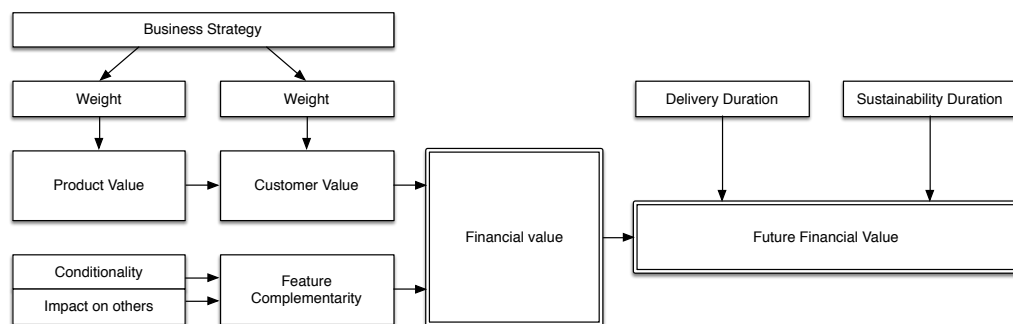 Business Strategy
Weight
Weight
Delivery Duration
Sustainability Duration
Product Value
Customer Value
Financial value
Future Financial Value
Conditionality
Impact on others
Feature
Complementarity